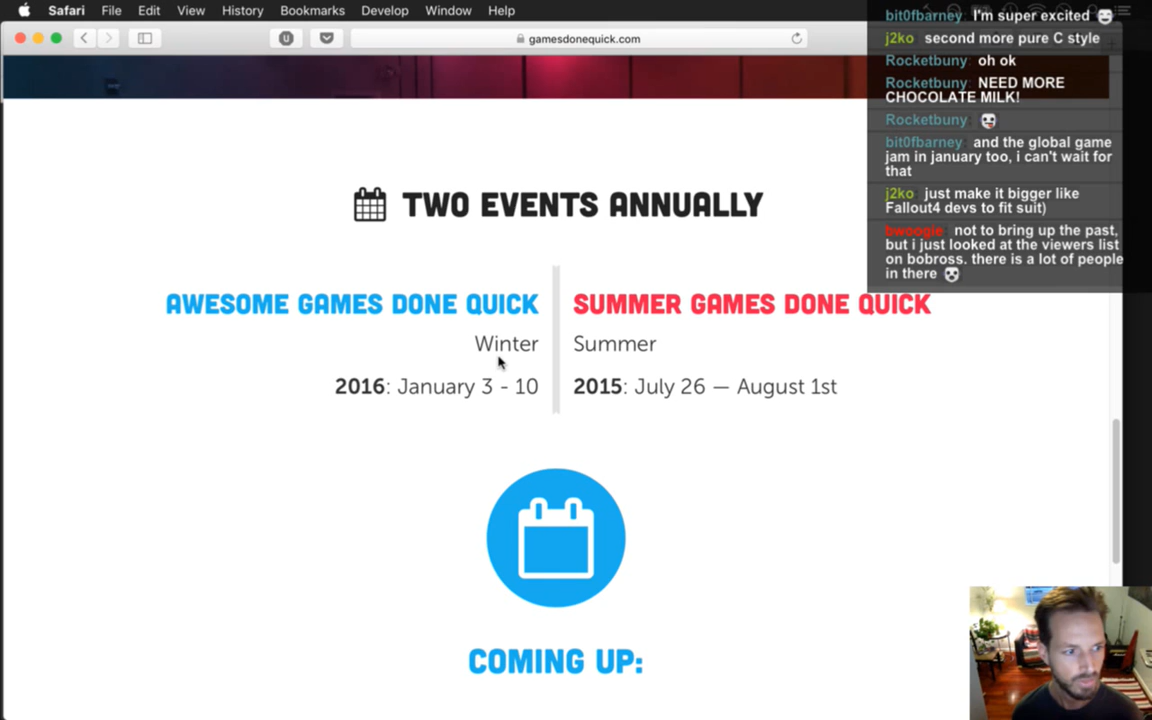 Safari File Edit View History Bookmarks Develop Window Help
gamesdonequick.com
bit0fbarney: I'm super excited
j2ko: second more pure C style
Rocketbuny: oh ok
Rocketbuny: NEED MORE
CHOCOLATE MILK!
Rocketbuny:
bit0fbarney: and the global game
jam in january too, i can't wait for
that
j2ko: just make it bigger like
Fallout4 devs to fit suit)
bwoogie: not to bring up the past,
but i just looked at the viewers list
on bobross. there is a lot of people
in there
TWO EVENTS ANNUALLY
AWESOME GAMES DONE QUICK
Winter
2016: January 3 - 10
SUMMER GAMES DONE QUICK
Summer
2015: July 26 — August 1st
COMING UP: